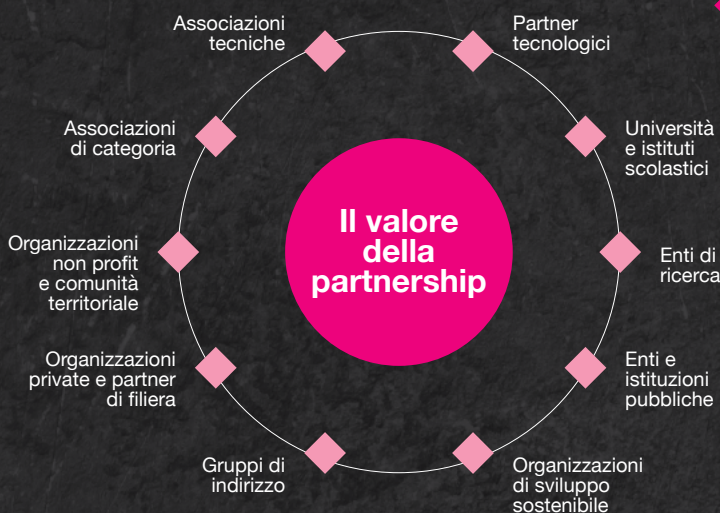 Associazioni
tecniche
Partner
tecnologici
Associazioni
di categoria
Università
e istituti
scolastici
Il valore
della
partnership
Organizzazioni
non profit
e comunità
territoriale
Enti di
ricerca
Organizzazioni
private e partner
di filiera
Enti e
istituzioni
pubbliche
Gruppi di
indirizzo
Organizzazioni
di sviluppo
sostenibile